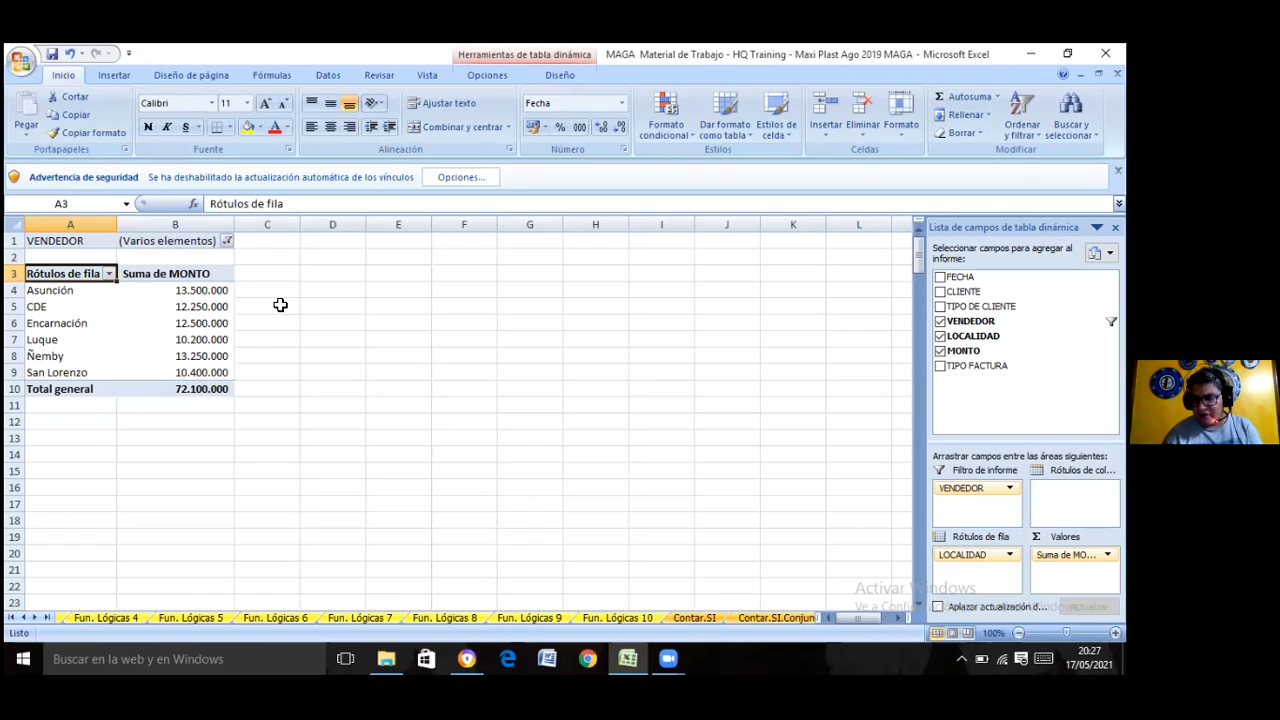 Herramientas de tabla dinámica
MAGA Material de Trabajo - HQ Training - Maxi Plast Ago 2019 MAGA - Microsoft Excel
Inicio Insertar Diseño de página Fórmulas Datos Revisar Vista Opciones Diseño
Pegar
Cortar
Copiar
Copiar formato
Portapapeles
Calibri 11
N K S
Fuente
Ajustar texto
Combinar y centrar
Alineación
Fecha
% 000
Número
Formato condicional
Dar formato como tabla
Estilos de celda
Estilos
Insertar Eliminar Formato
Celdas
Autosuma
Rellenar
Borrar
Ordenar y filtrar
Buscar y seleccionar
Modificar
Advertencia de seguridad Se ha deshabilitado la actualización automática de los vínculos Opciones...
A3 fx Rótulos de fila
A B C D E F G H I J K L
1 VENDEDOR (Varios elementos)
2
3 Rótulos de fila Suma de MONTO
4 Asunción 13.500.000
5 CDE 12.250.000
6 Encarnación 12.500.000
7 Luque 10.200.000
8 Ñemby 13.250.000
9 San Lorenzo 10.400.000
10 Total general 72.100.000
11
12
13
14
15
16
17
18
19
20
21
22
23
Lista de campos de tabla dinámica
Seleccionar campos para agregar al
informe:
FECHA
CLIENTE
TIPO DE CLIENTE
VENDEDOR
LOCALIDAD
MONTO
TIPO FACTURA
Arrastrar campos entre las áreas siguientes:
Filtro de informe Rótulos de col...
VENDEDOR
Rótulos de fila Σ Valores
LOCALIDAD Suma de MO...
Activar Windows
Aplazar actualización d... Actualizar
Fun. Lógicas 4 Fun. Lógicas 5 Fun. Lógicas 6 Fun. Lógicas 7 Fun. Lógicas 8 Fun. Lógicas 9 Fun. Lógicas 10 Contar.SI Contar.SI.Conjun
Listo 100%
Buscar en la web y en Windows
20:27
17/05/2021